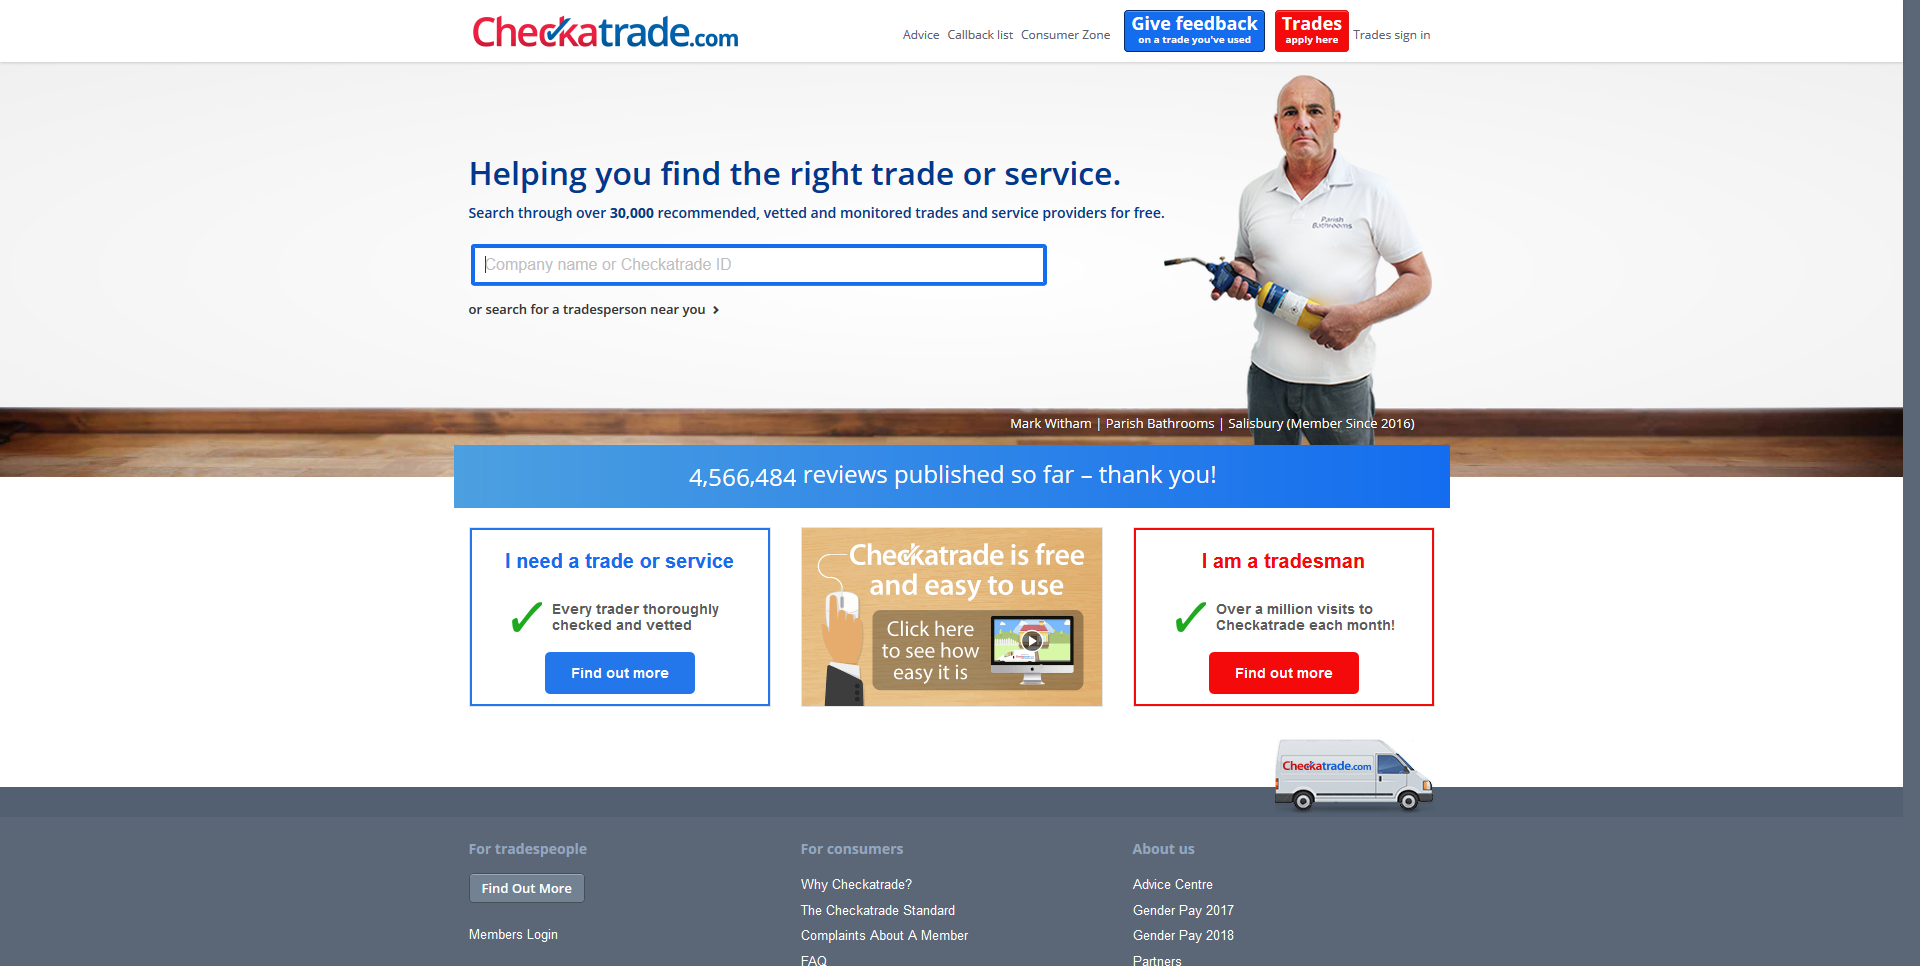 Checkatrade.com
Advice
Callback list
Consumer Zone
Give feedback
on a trade you've used
Trades
apply here
Trades sign in
Helping you find the right trade or service.
Search through over 30,000 recommended, vetted and monitored trades and service providers for free.
Company name or Checkatrade ID
or search for a tradesperson near you
Parish
Bathrooms
Mark Witham | Parish Bathrooms | Salisbury (Member Since 2016)
4,566,484 reviews published so far – thank you!
I need a trade or service
Every trader thoroughly
checked and vetted
Find out more
Checkatrade is free
and easy to use
Click here
to see how
easy it is
I am a tradesman
Over a million visits to
Checkatrade each month!
Find out more
Checkatrade.com
For tradespeople
Find Out More
Members Login
For consumers
Why Checkatrade?
The Checkatrade Standard
Complaints About A Member
FAQ
About us
Advice Centre
Gender Pay 2017
Gender Pay 2018
Partners